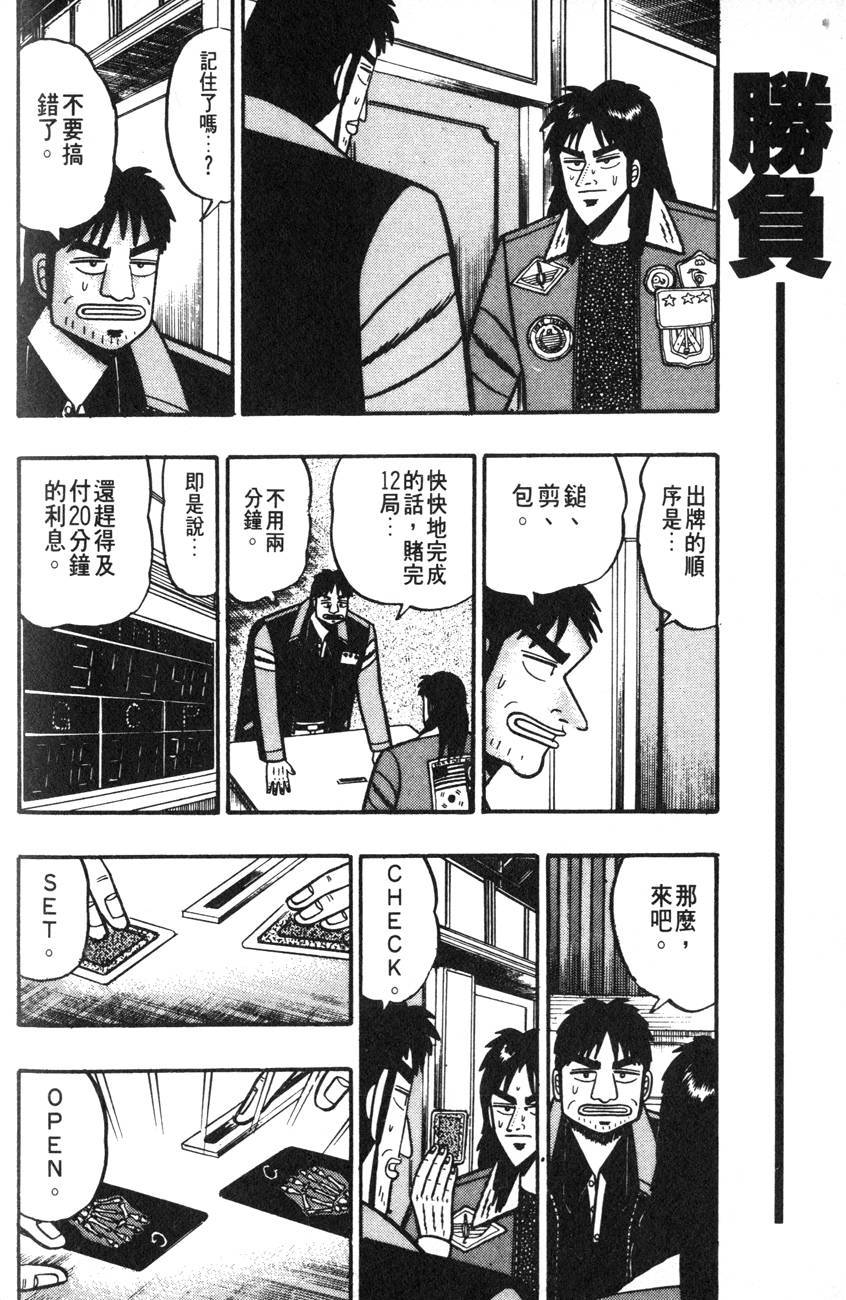 勝負
記住了嗎…?
不要搞
錯了。
出牌的順
序是…
鎚、
剪、
包。
快快地完成
的話，賭完
12局…
不用兩
分鐘。
即是說…
還趕得及
付20分鐘
的利息。
G C P
那麼，
來吧。
CHECK。
SET。
OPEN。
G
G